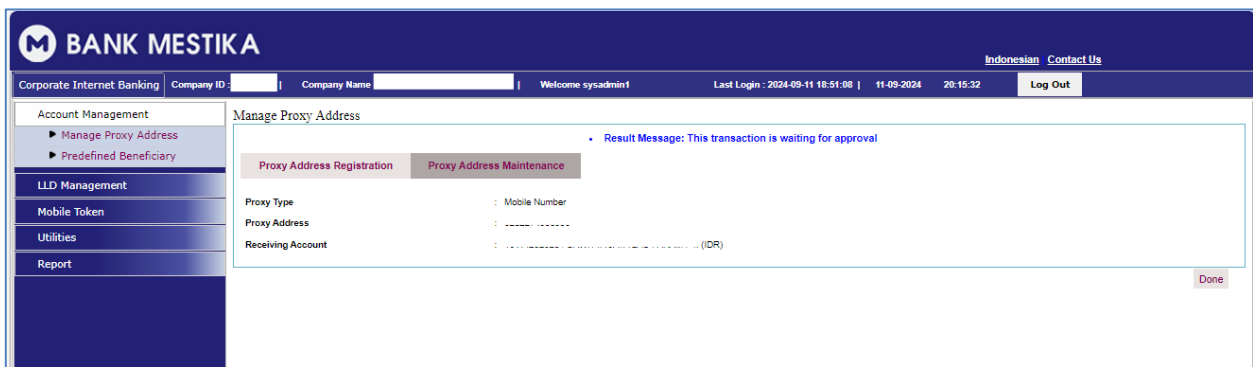 BANK MESTIKA
Indonesian Contact Us
Corporate Internet Banking Company ID : | Company Name | Welcome sysadmin1 Last Login : 2024-09-11 18:51:08 | 11-09-2024 20:15:32 Log Out
Account Management
Manage Proxy Address
Predefined Beneficiary
LLD Management
Mobile Token
Utilities
Report
Manage Proxy Address
• Result Message: This transaction is waiting for approval
Proxy Address Registration Proxy Address Maintenance
Proxy Type : Mobile Number
Proxy Address :
Receiving Account : (IDR)
Done